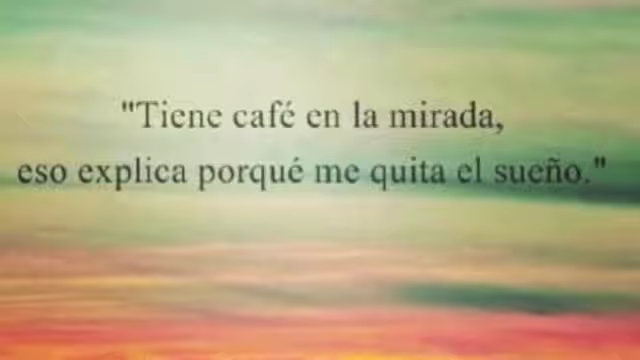 "Tiene café en la mirada,
eso explica porqué me quita el sueño."